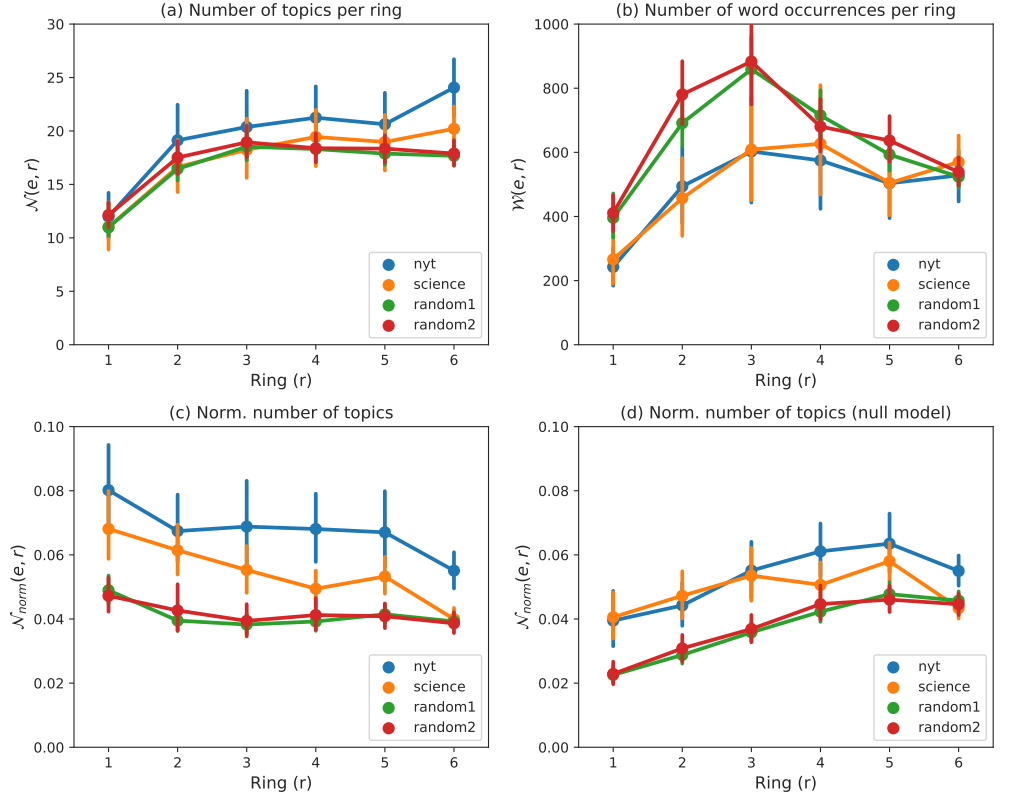 (a) Number of topics per ring
30
25
20
15
10
5
0
𝒩(e, r)
1 2 3 4 5 6
Ring (r)
nyt
science
random1
random2
(b) Number of word occurrences per ring
1000
800
600
400
200
0
𝒲(e, r)
1 2 3 4 5 6
Ring (r)
nyt
science
random1
random2
(c) Norm. number of topics
0.10
0.08
0.06
0.04
0.02
0.00
𝒩norm(e, r)
1 2 3 4 5 6
Ring (r)
nyt
science
random1
random2
(d) Norm. number of topics (null model)
0.10
0.08
0.06
0.04
0.02
0.00
𝒩norm(e, r)
1 2 3 4 5 6
Ring (r)
nyt
science
random1
random2